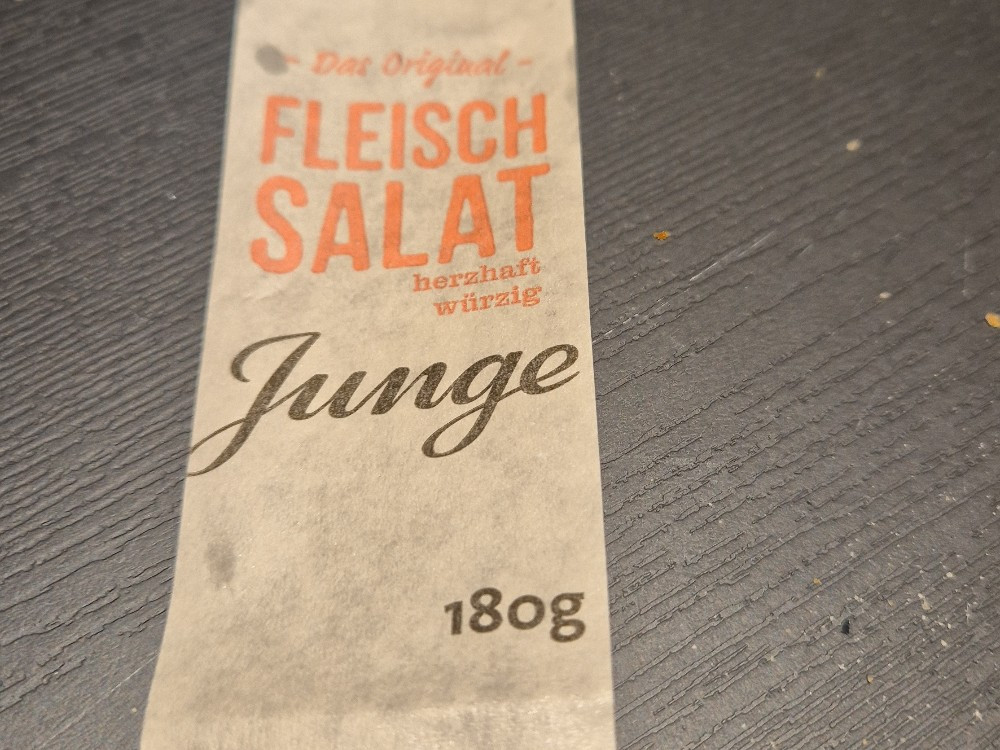 - Das Original -
FLEISCH
SALAT
herzhaft
würzig
Junge
180g